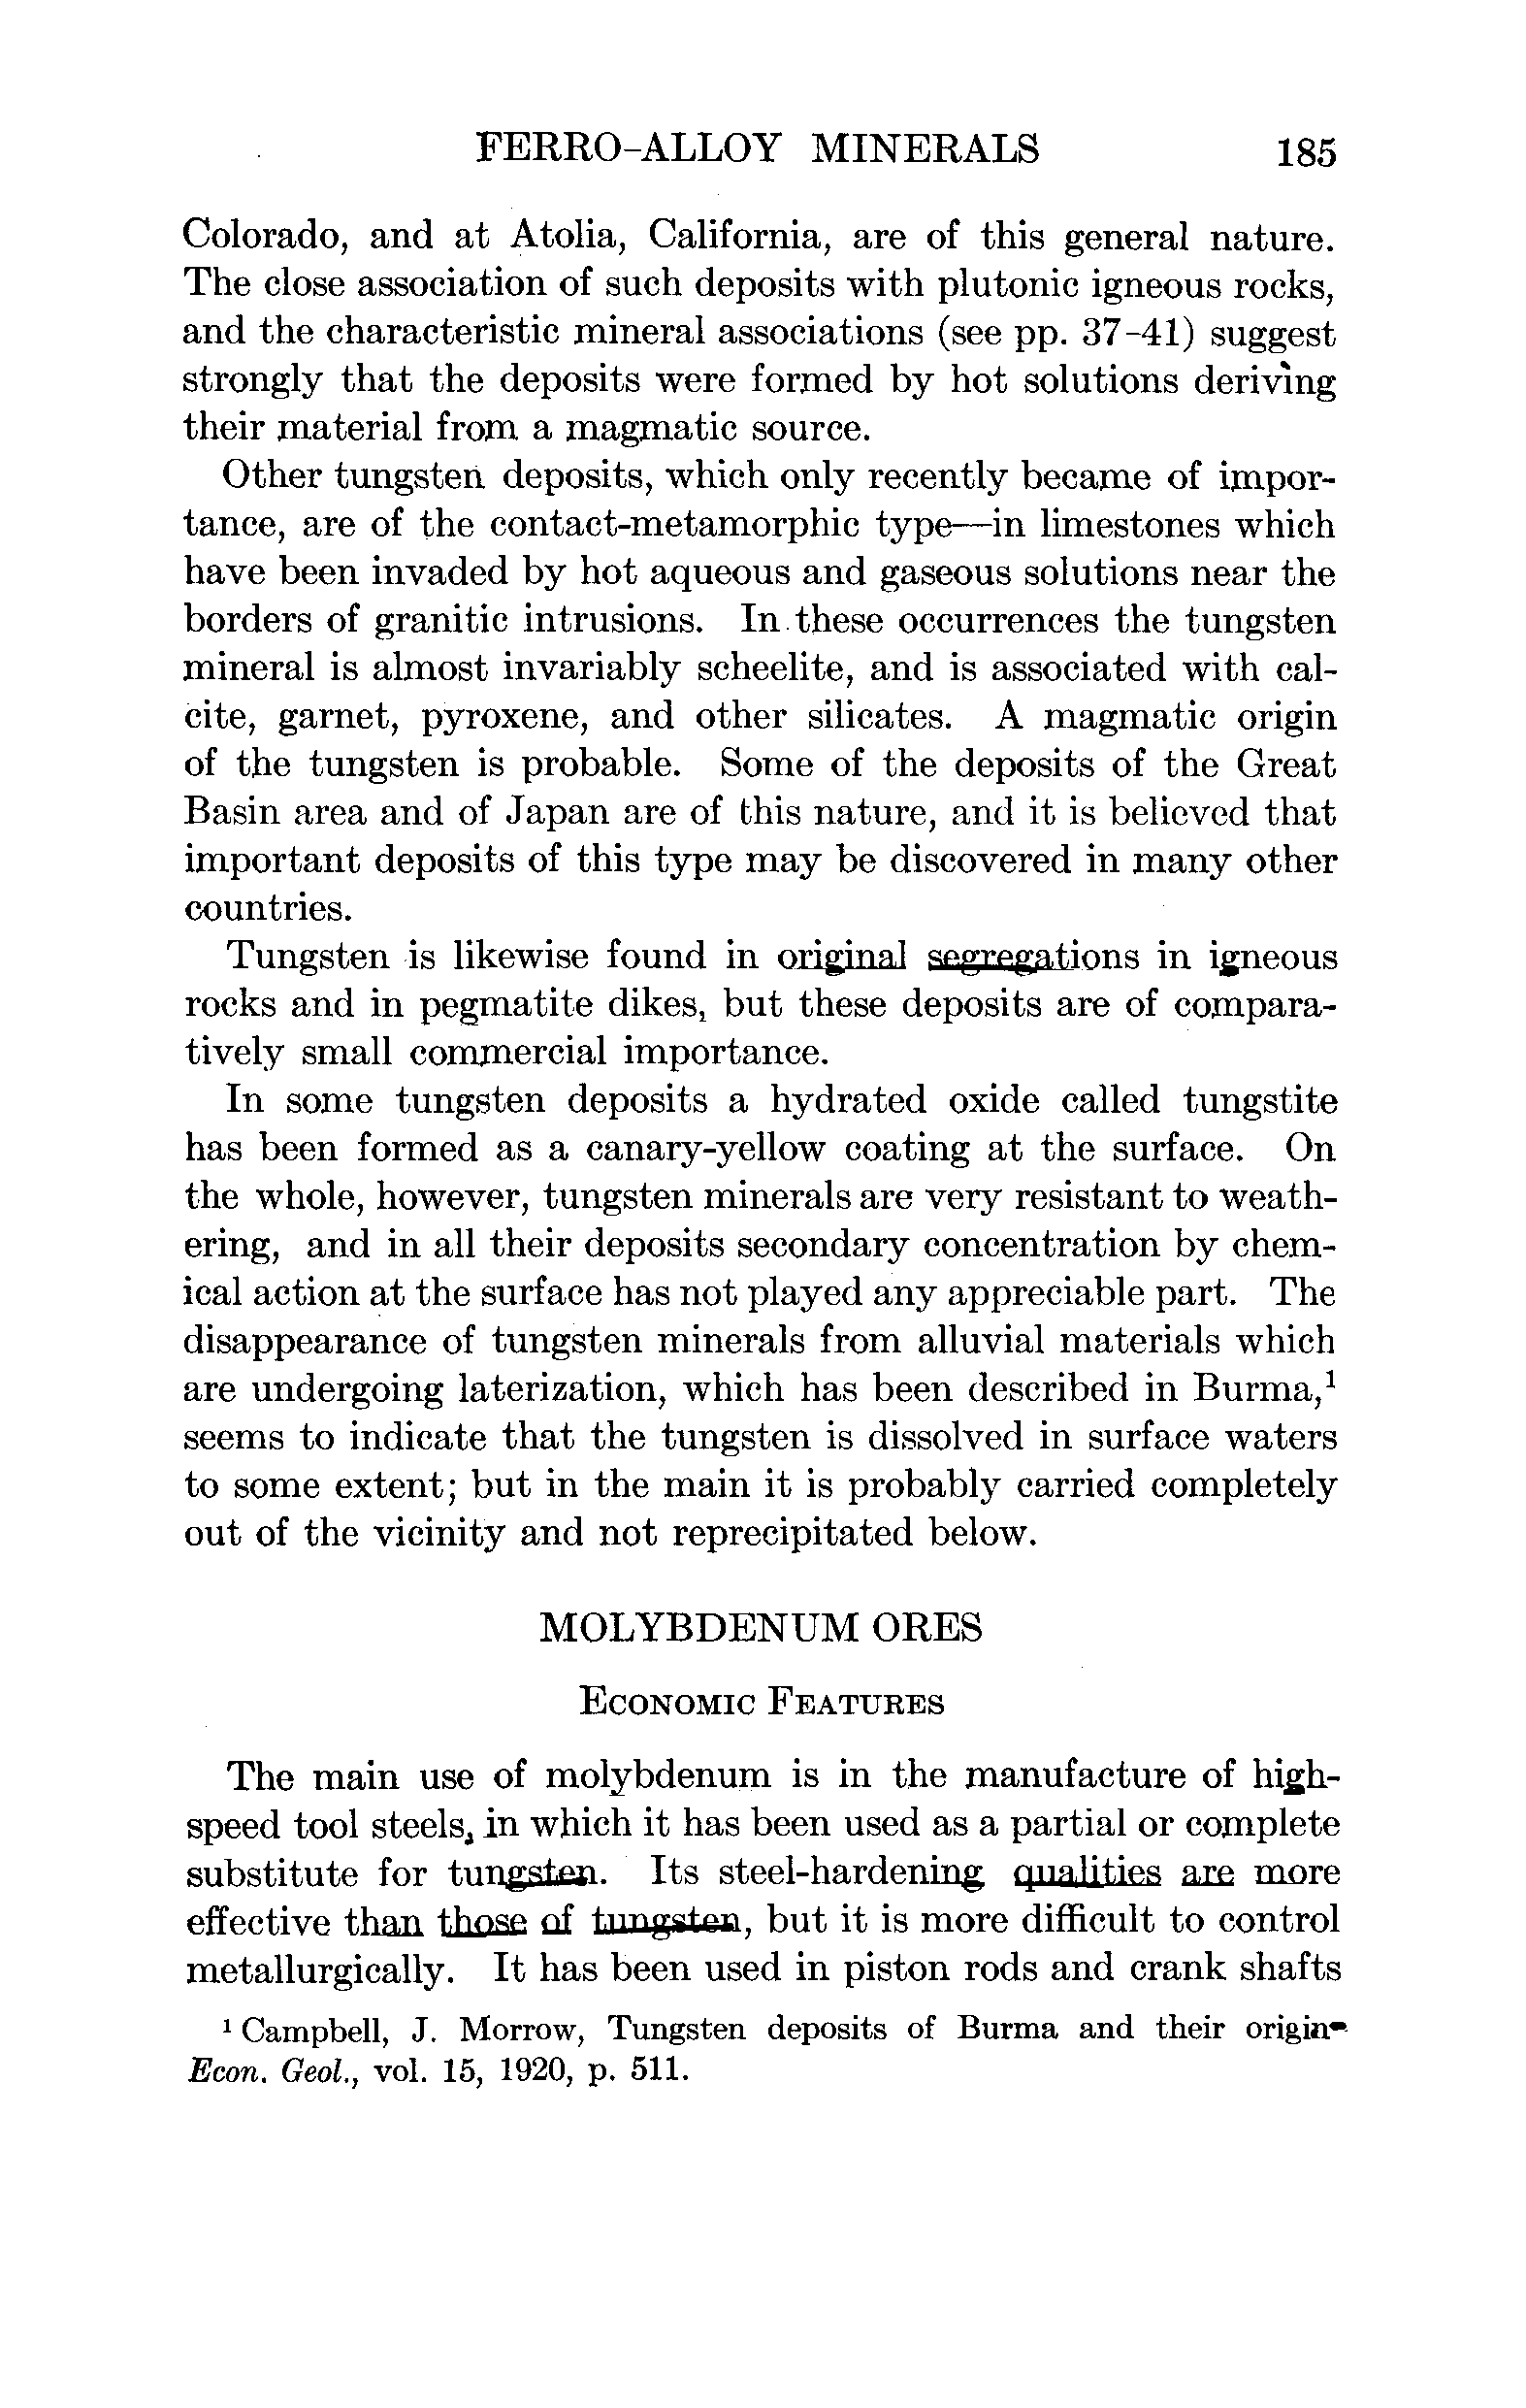 FERRO-ALLOY MINERALS 185
Colorado, and at Atolia, California, are of this general nature.
The close association of such deposits with plutonic igneous rocks,
and the characteristic mineral associations (see pp. 37-41) suggest
strongly that the deposits were formed by hot solutions deriving
their material from a magmatic source.
Other tungsten deposits, which only recently became of impor-
tance, are of the contact-metamorphic type—in limestones which
have been invaded by hot aqueous and gaseous solutions near the
borders of granitic intrusions. In these occurrences the tungsten
mineral is almost invariably scheelite, and is associated with cal-
cite, garnet, pyroxene, and other silicates. A magmatic origin
of the tungsten is probable. Some of the deposits of the Great
Basin area and of Japan are of this nature, and it is believed that
important deposits of this type may be discovered in many other
countries.
Tungsten is likewise found in original segregations in igneous
rocks and in pegmatite dikes, but these deposits are of compara-
tively small commercial importance.
In some tungsten deposits a hydrated oxide called tungstite
has been formed as a canary-yellow coating at the surface. On
the whole, however, tungsten minerals are very resistant to weath-
ering, and in all their deposits secondary concentration by chem-
ical action at the surface has not played any appreciable part. The
disappearance of tungsten minerals from alluvial materials which
are undergoing laterization, which has been described in Burma,¹
seems to indicate that the tungsten is dissolved in surface waters
to some extent; but in the main it is probably carried completely
out of the vicinity and not reprecipitated below.
MOLYBDENUM ORES
ECONOMIC FEATURES
The main use of molybdenum is in the manufacture of high-
speed tool steels, in which it has been used as a partial or complete
substitute for tungsten. Its steel-hardening qualities are more
effective than those of tungsten, but it is more difficult to control
metallurgically. It has been used in piston rods and crank shafts
¹ Campbell, J. Morrow, Tungsten deposits of Burma and their origin-
Econ. Geol., vol. 15, 1920, p. 511.